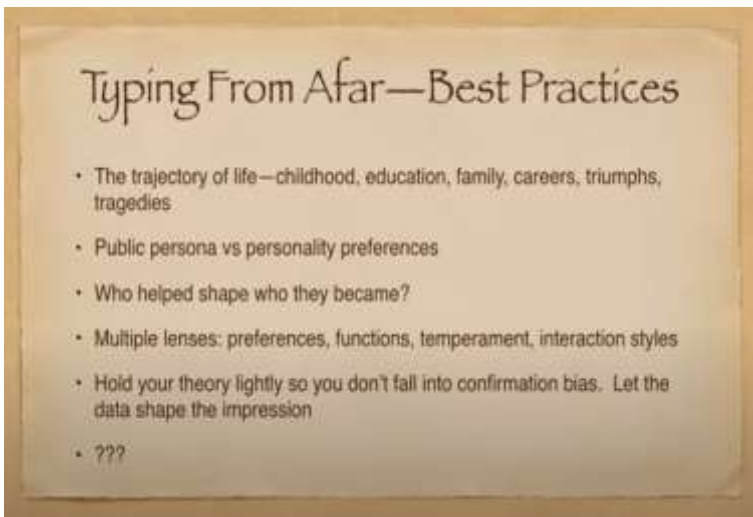 Typing From Afar—Best Practices
• The trajectory of life—childhood, education, family, careers, triumphs,
tragedies
• Public persona vs personality preferences
• Who helped shape who they became?
• Multiple lenses: preferences, functions, temperament, interaction styles
• Hold your theory lightly so you don't fall into confirmation bias.  Let the
data shape the impression
• ???